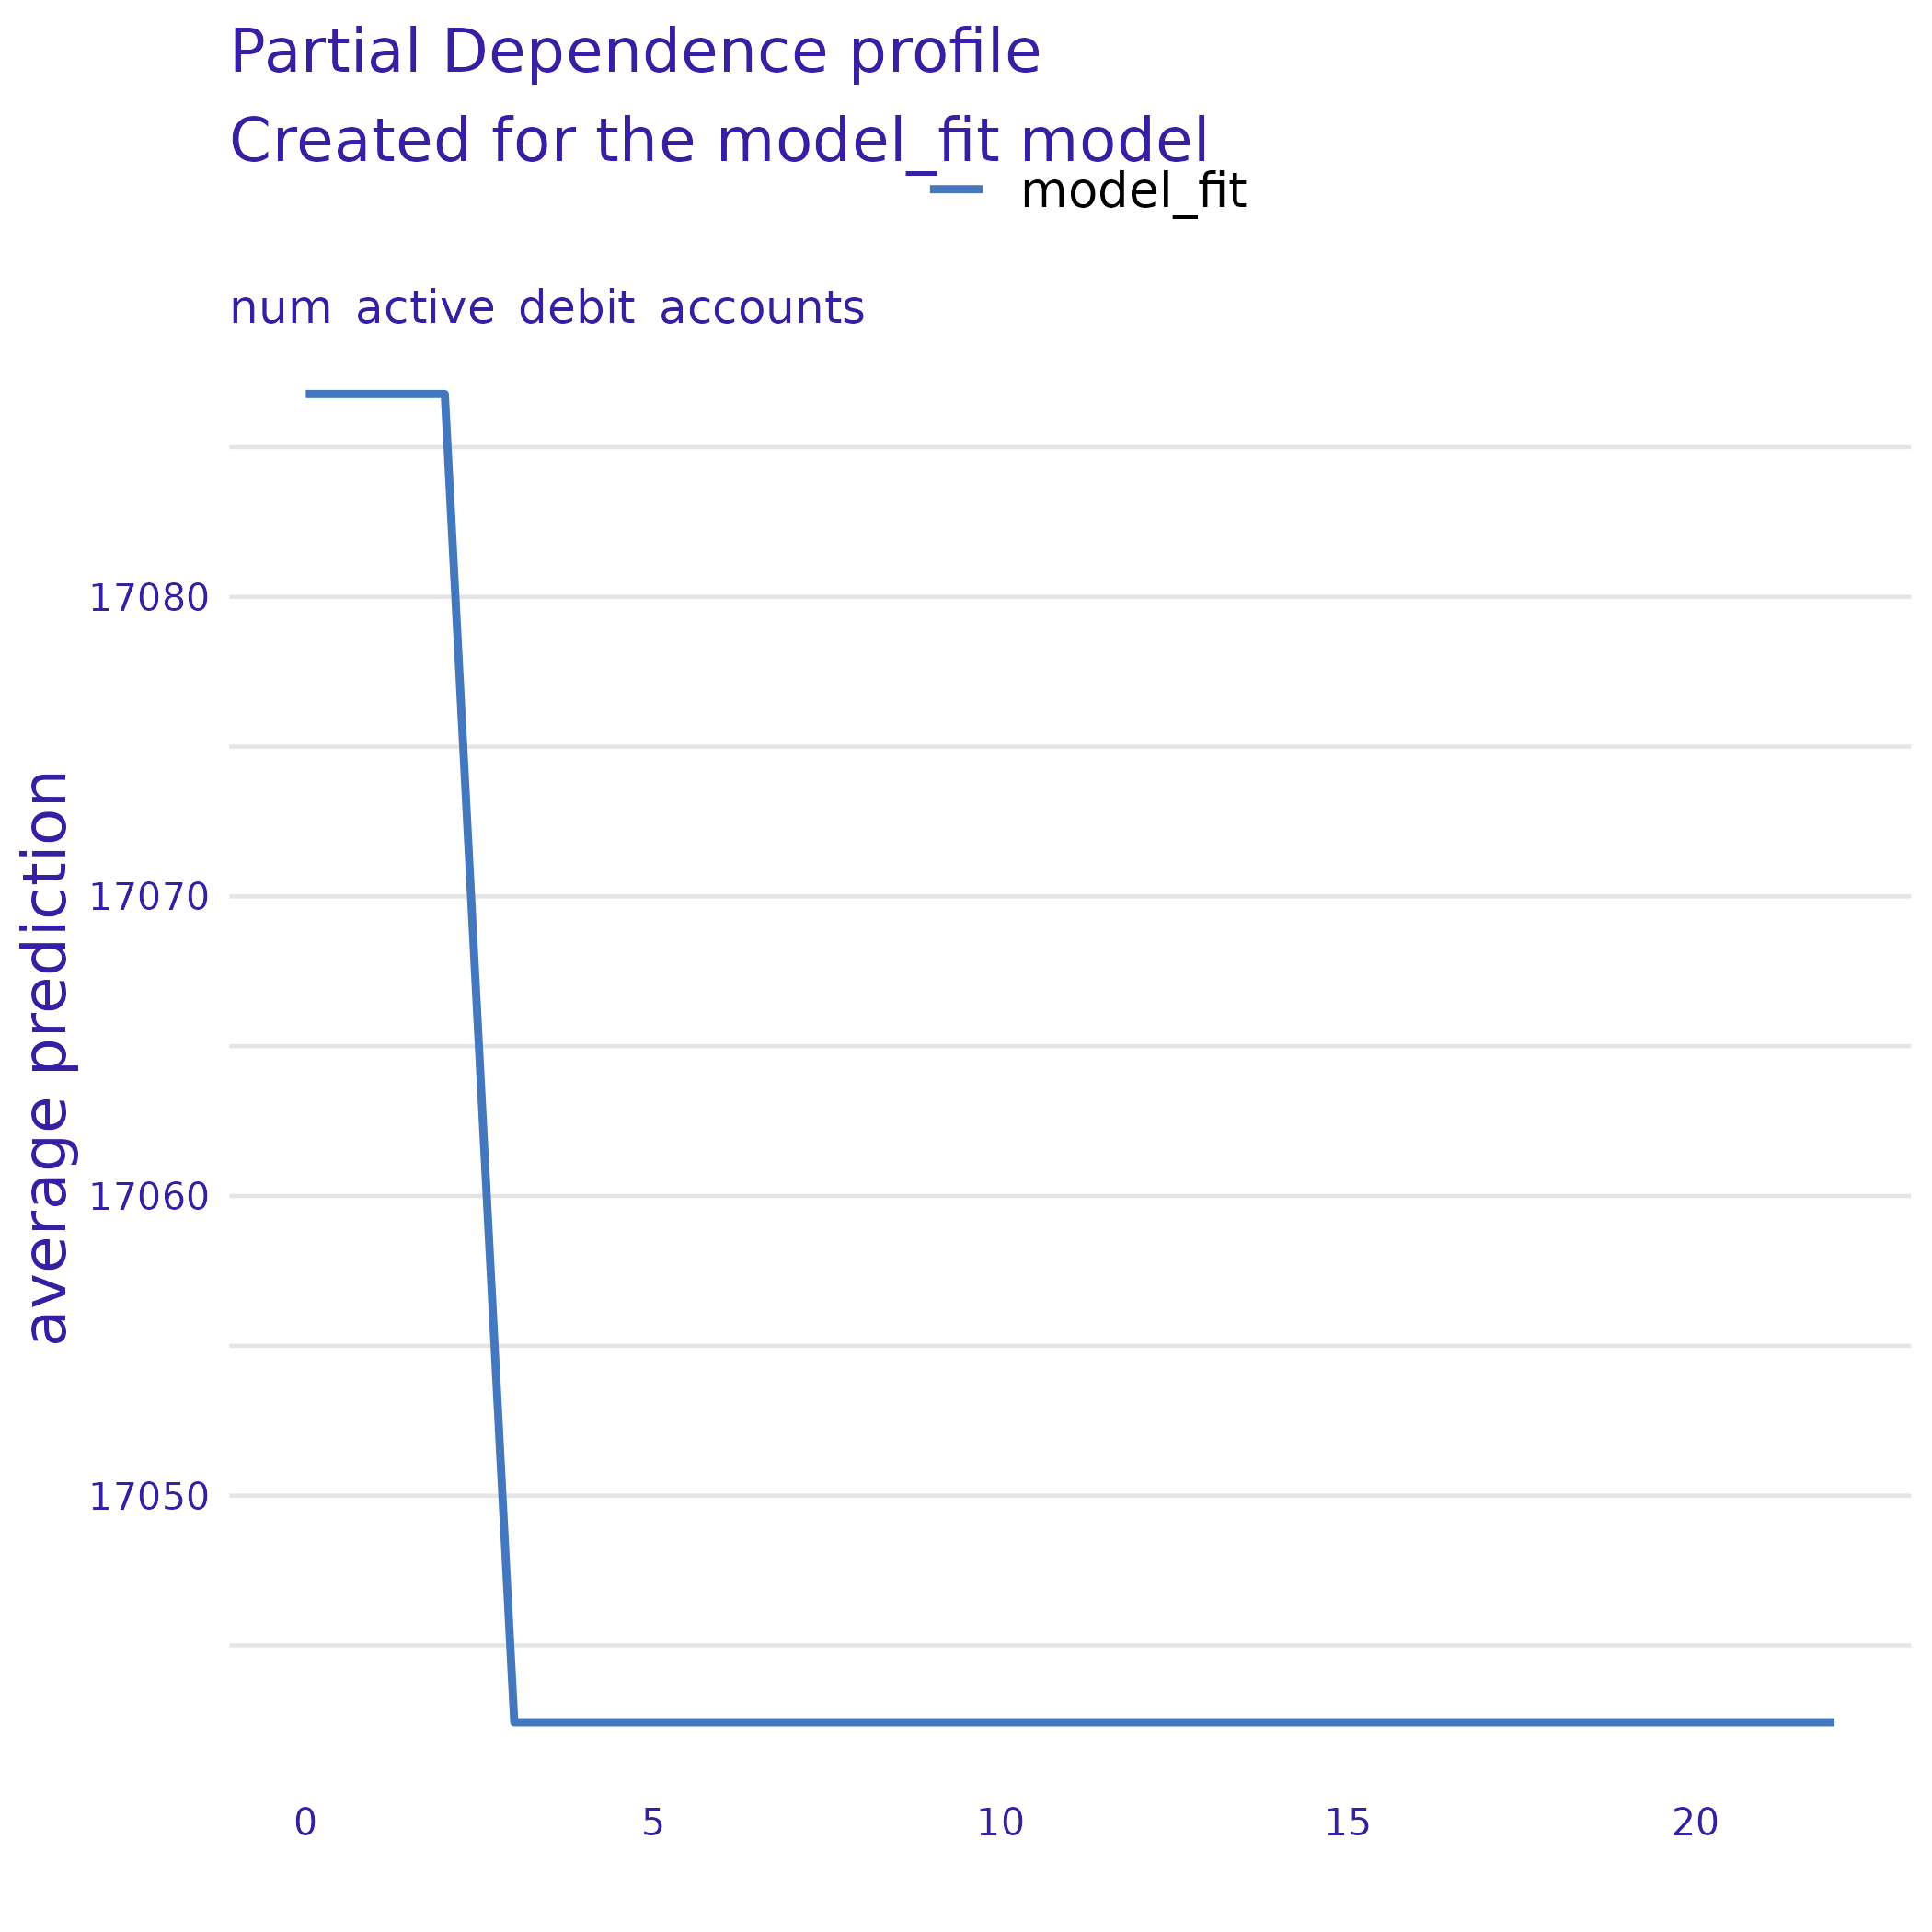 Partial Dependence profile
Created for the model_fit model
model_fit
num active debit accounts
average prediction
17080
17070
17060
17050
0 5 10 15 20